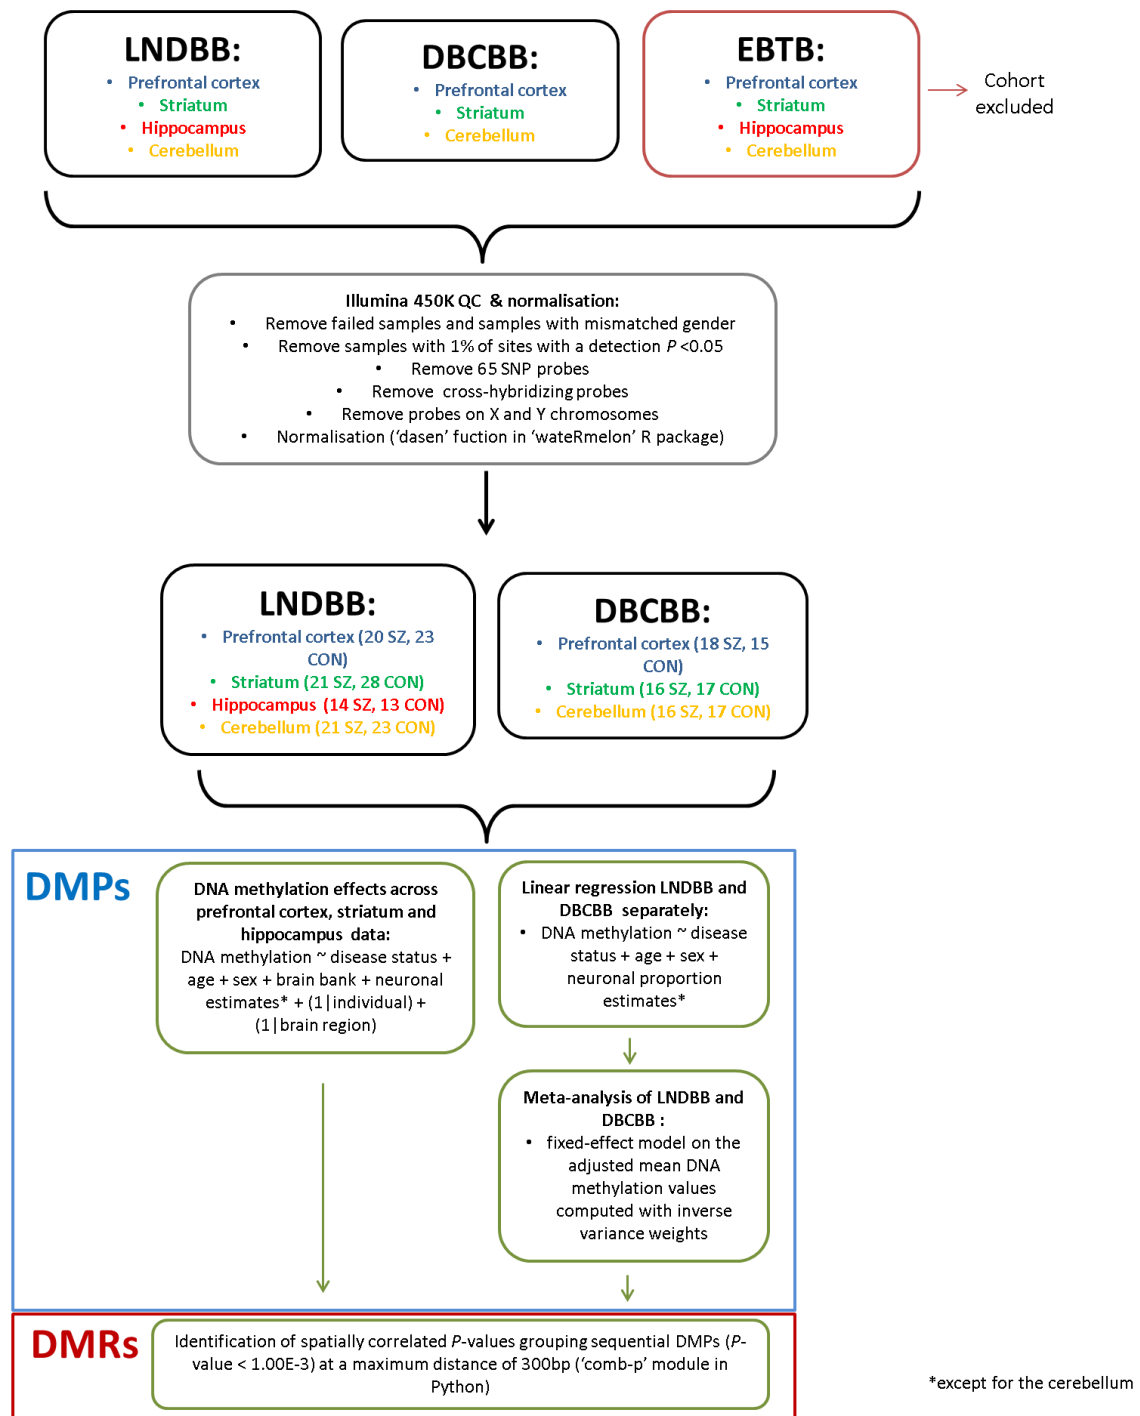 LNDBB:
• Prefrontal cortex
• Striatum
• Hippocampus
• Cerebellum
DBCBB:
• Prefrontal cortex
• Striatum
• Cerebellum
EBTB:
• Prefrontal cortex
• Striatum
• Hippocampus
• Cerebellum
Cohort
excluded
Illumina 450K QC & normalisation:
• Remove failed samples and samples with mismatched gender
• Remove samples with 1% of sites with a detection P <0.05
• Remove 65 SNP probes
• Remove cross-hybridizing probes
• Remove probes on X and Y chromosomes
• Normalisation (‘dasen’ fuction in ‘wateRmelon’ R package)
LNDBB:
• Prefrontal cortex (20 SZ, 23
CON)
• Striatum (21 SZ, 28 CON)
• Hippocampus (14 SZ, 13 CON)
• Cerebellum (21 SZ, 23 CON)
DBCBB:
• Prefrontal cortex (18 SZ, 15
CON)
• Striatum (16 SZ, 17 CON)
• Cerebellum (16 SZ, 17 CON)
DMPs
DNA methylation effects across
prefrontal cortex, striatum and
hippocampus data:
DNA methylation ~ disease status +
age + sex + brain bank + neuronal
estimates* + (1|individual) +
(1|brain region)
Linear regression LNDBB and
DBCBB separately:
• DNA methylation ~ disease
status + age + sex +
neuronal proportion
estimates*
Meta-analysis of LNDBB and
DBCBB :
• fixed-effect model on the
adjusted mean DNA
methylation values
computed with inverse
variance weights
DMRs
Identification of spatially correlated P-values grouping sequential DMPs (P-
value < 1.00E-3) at a maximum distance of 300bp (‘comb-p’ module in
Python)
*except for the cerebellum